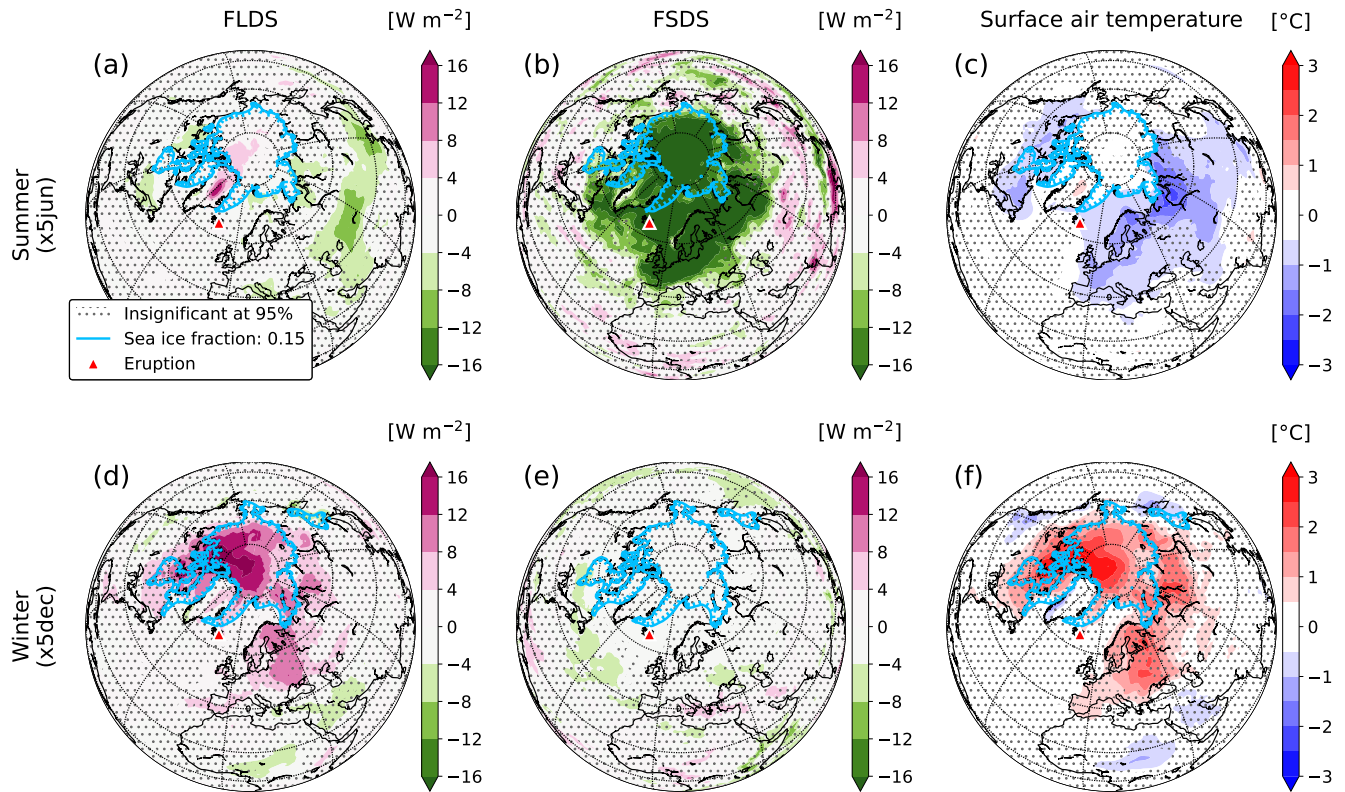 FLDS [W m⁻²] FSDS [W m⁻²] Surface air temperature [°C]
(a) (b) (c)
16 16 3
12 12 2
8 8 1
4 4 0
0 0 −1
−4 −4 −2
−8 −8 −3
−12 −12
−16 −16
Summer
(x5jun)
Insignificant at 95%
Sea ice fraction: 0.15
Eruption
[W m⁻²] [W m⁻²] [°C]
(d) (e) (f)
16 16 3
12 12 2
8 8 1
4 4 0
0 0 −1
−4 −4 −2
−8 −8 −3
−12 −12
−16 −16
Winter
(x5dec)